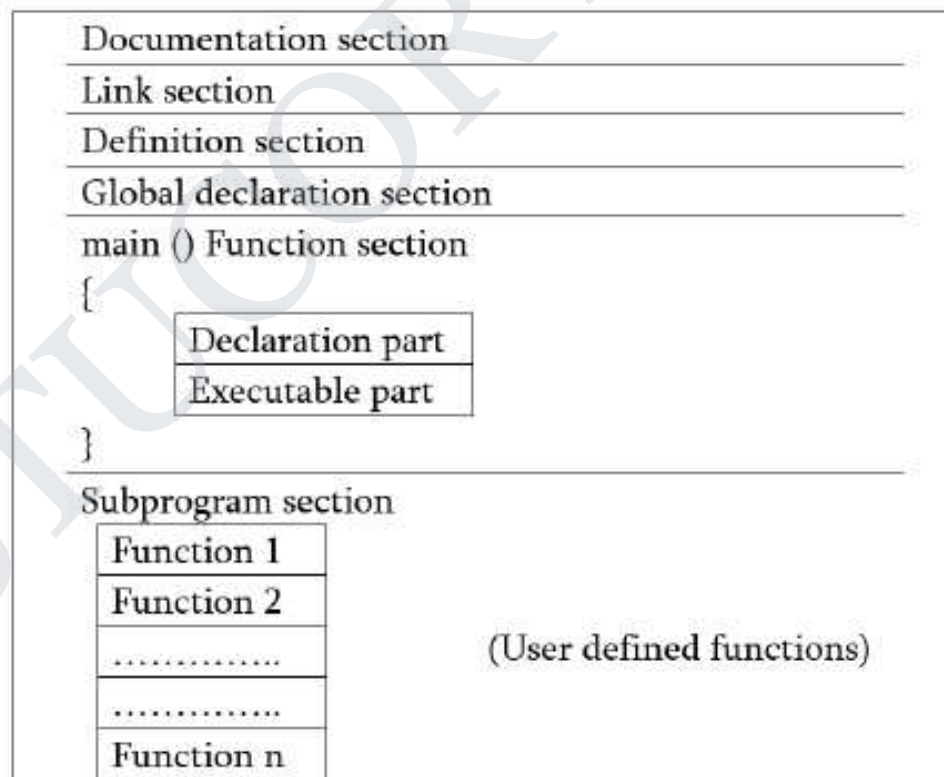 Documentation section
Link section
Definition section
Global declaration section
main () Function section
{
Declaration part
Executable part
}
Subprogram section
Function 1
Function 2
..............
(User defined functions)
..............
Function n